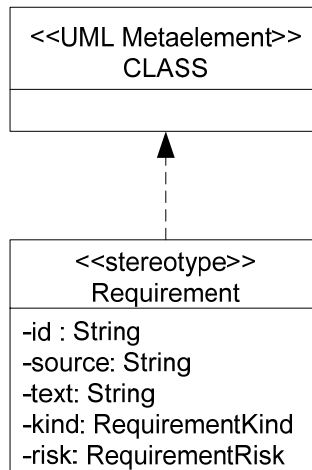 <<UML Metaelement>>
CLASS
<<stereotype>>
Requirement
-id : String
-source: String
-text: String
-kind: RequirementKind
-risk: RequirementRisk